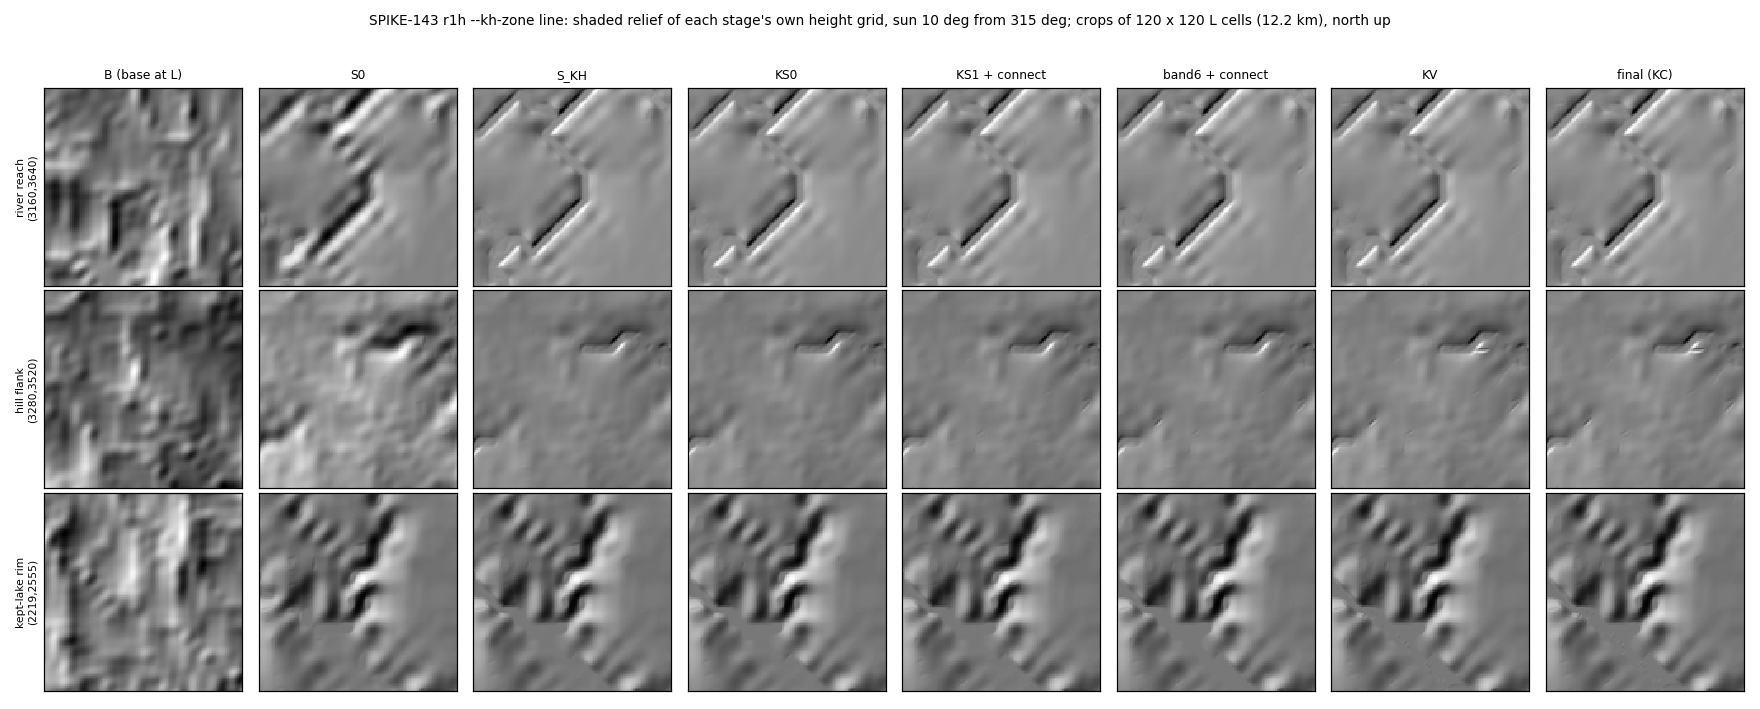 SPIKE-143 r1h --kh-zone line: shaded relief of each stage's own height grid, sun 10 deg from 315 deg; crops of 120 x 120 L cells (12.2 km), north up
B (base at L)
S0
S_KH
KS0
KS1 + connect
band6 + connect
KV
final (KC)
river reach
(3160,3640)
hill flank
(3280,3520)
kept-lake rim
(2219,2555)